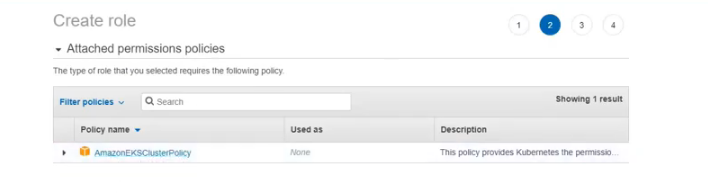 Create role
1 2 3 4
Attached permissions policies
The type of role that you selected requires the following policy.
Filter policies Search Showing 1 result
Policy name Used as Description
AmazonEKSClusterPolicy None This policy provides Kubernetes the permissio...